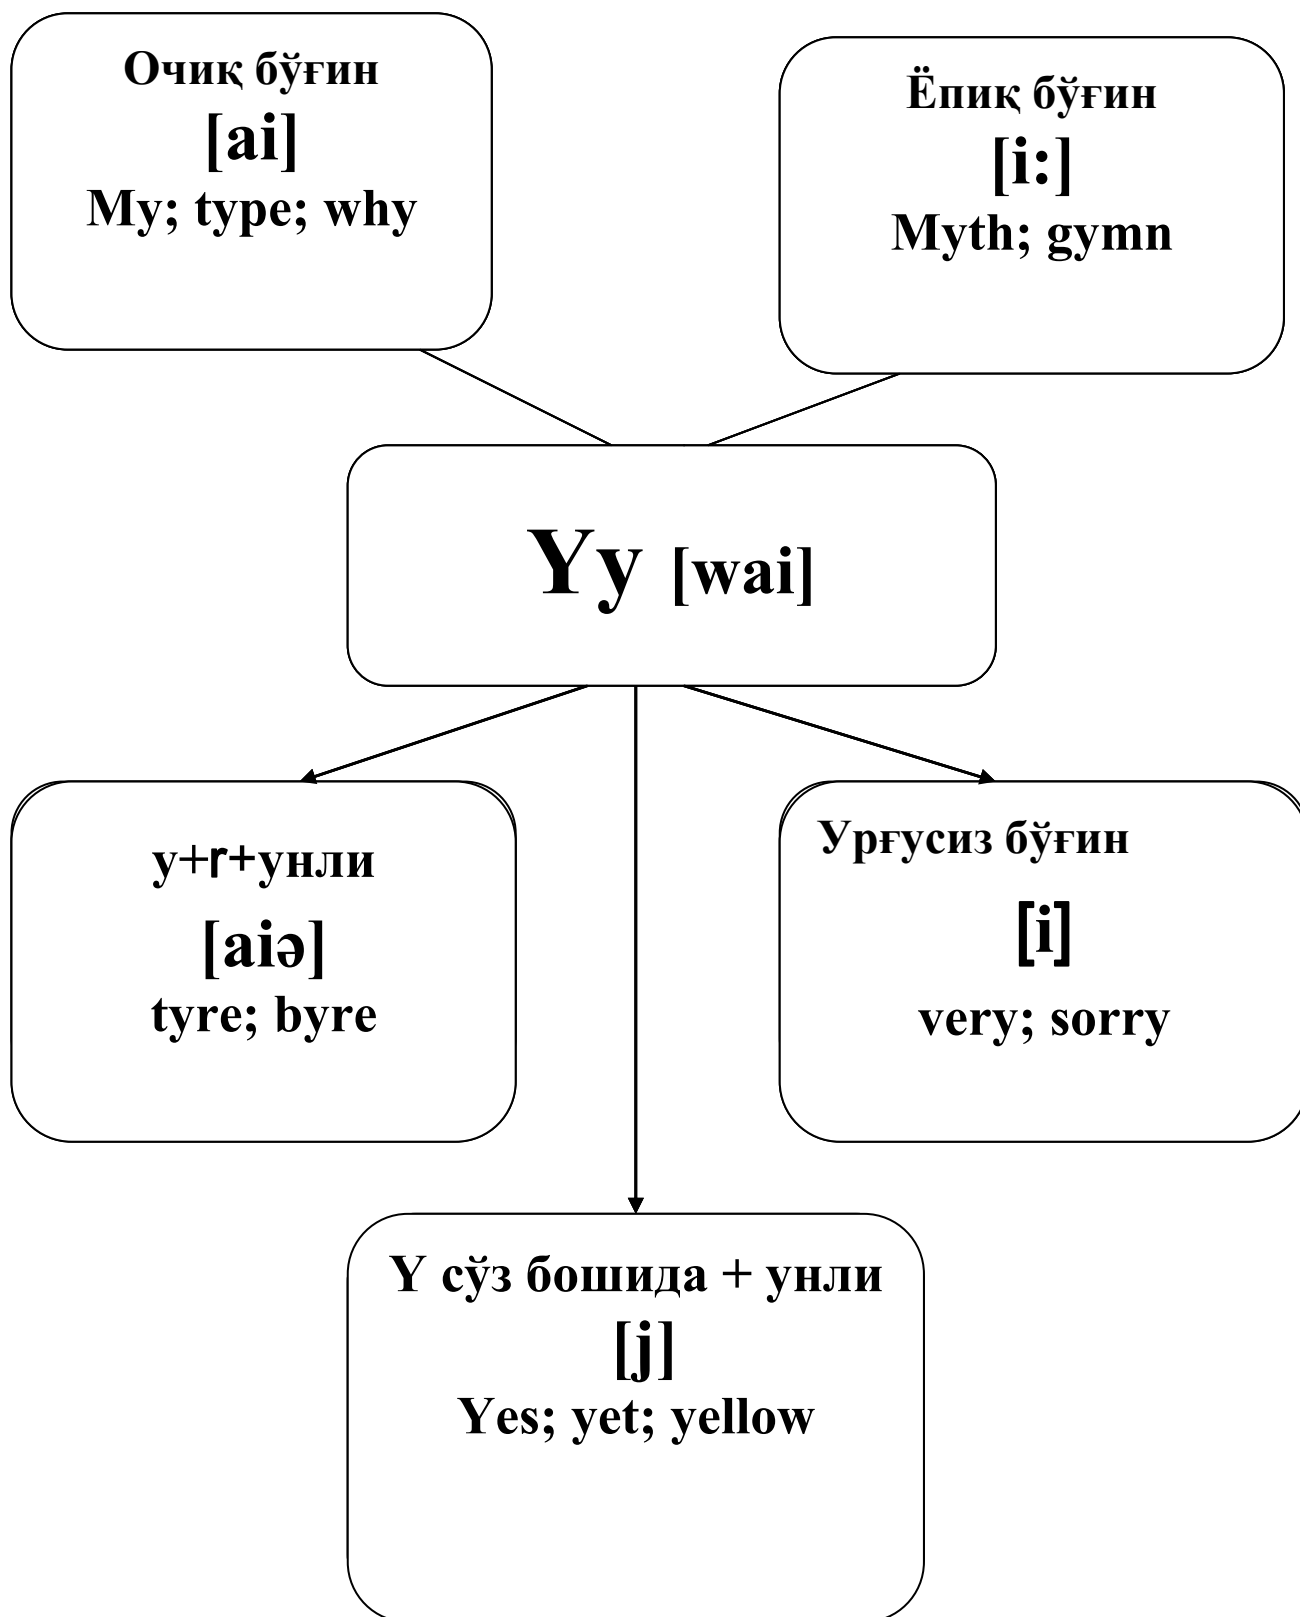 Очиқ бўғин
[ai]
My; type; why
Ёпиқ бўғин
[i:]
Myth; gymn
Yy [wai]
y+r+унли
[aiə]
tyre; byre
Урғусиз бўғин
[i]
very; sorry
Y сўз бошида + унли
[j]
Yes; yet; yellow